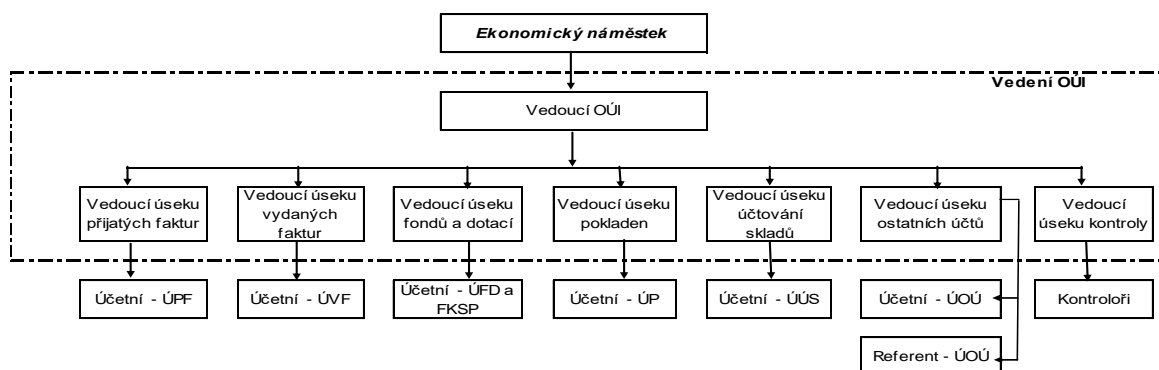 Ekonomický náměstek
Vedení OÚI
Vedoucí OÚI
Vedoucí úseku
přijatých faktur
Vedoucí úseku
vydaných
faktur
Vedoucí úseku
fondů a dotací
Vedoucí úseku
pokladen
Vedoucí úseku
účtování
skladů
Vedoucí úseku
ostatních účtů
Vedoucí
úseku kontroly
Účetní - ÚPF
Účetní - ÚVF
Účetní - ÚFD a
FKSP
Účetní - ÚP
Účetní - ÚÚS
Účetní - ÚOÚ
Kontroloři
Referent - ÚOÚ